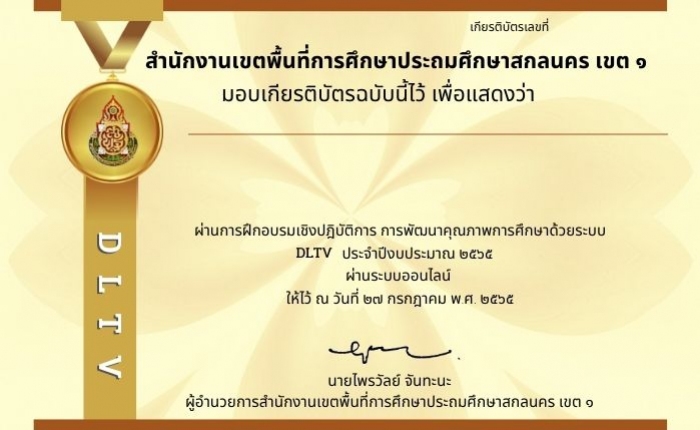 เกียรติบัตรเลขที่
สำนักงานเขตพื้นที่การศึกษาประถมศึกษาสกลนคร เขต ๑
มอบเกียรติบัตรฉบับนี้ไว้ เพื่อแสดงว่า
ผ่านการฝึกอบรมเชิงปฏิบัติการ การพัฒนาคุณภาพการศึกษาด้วยระบบ
DLTV ประจำปีงบประมาณ ๒๕๖๕
ผ่านระบบออนไลน์
ให้ไว้ ณ วันที่ ๒๗ กรกฎาคม พ.ศ. ๒๕๖๕
DLTV
นายไพรวัลย์ จันทะนะ
ผู้อำนวยการสำนักงานเขตพื้นที่การศึกษาประถมศึกษาสกลนคร เขต ๑